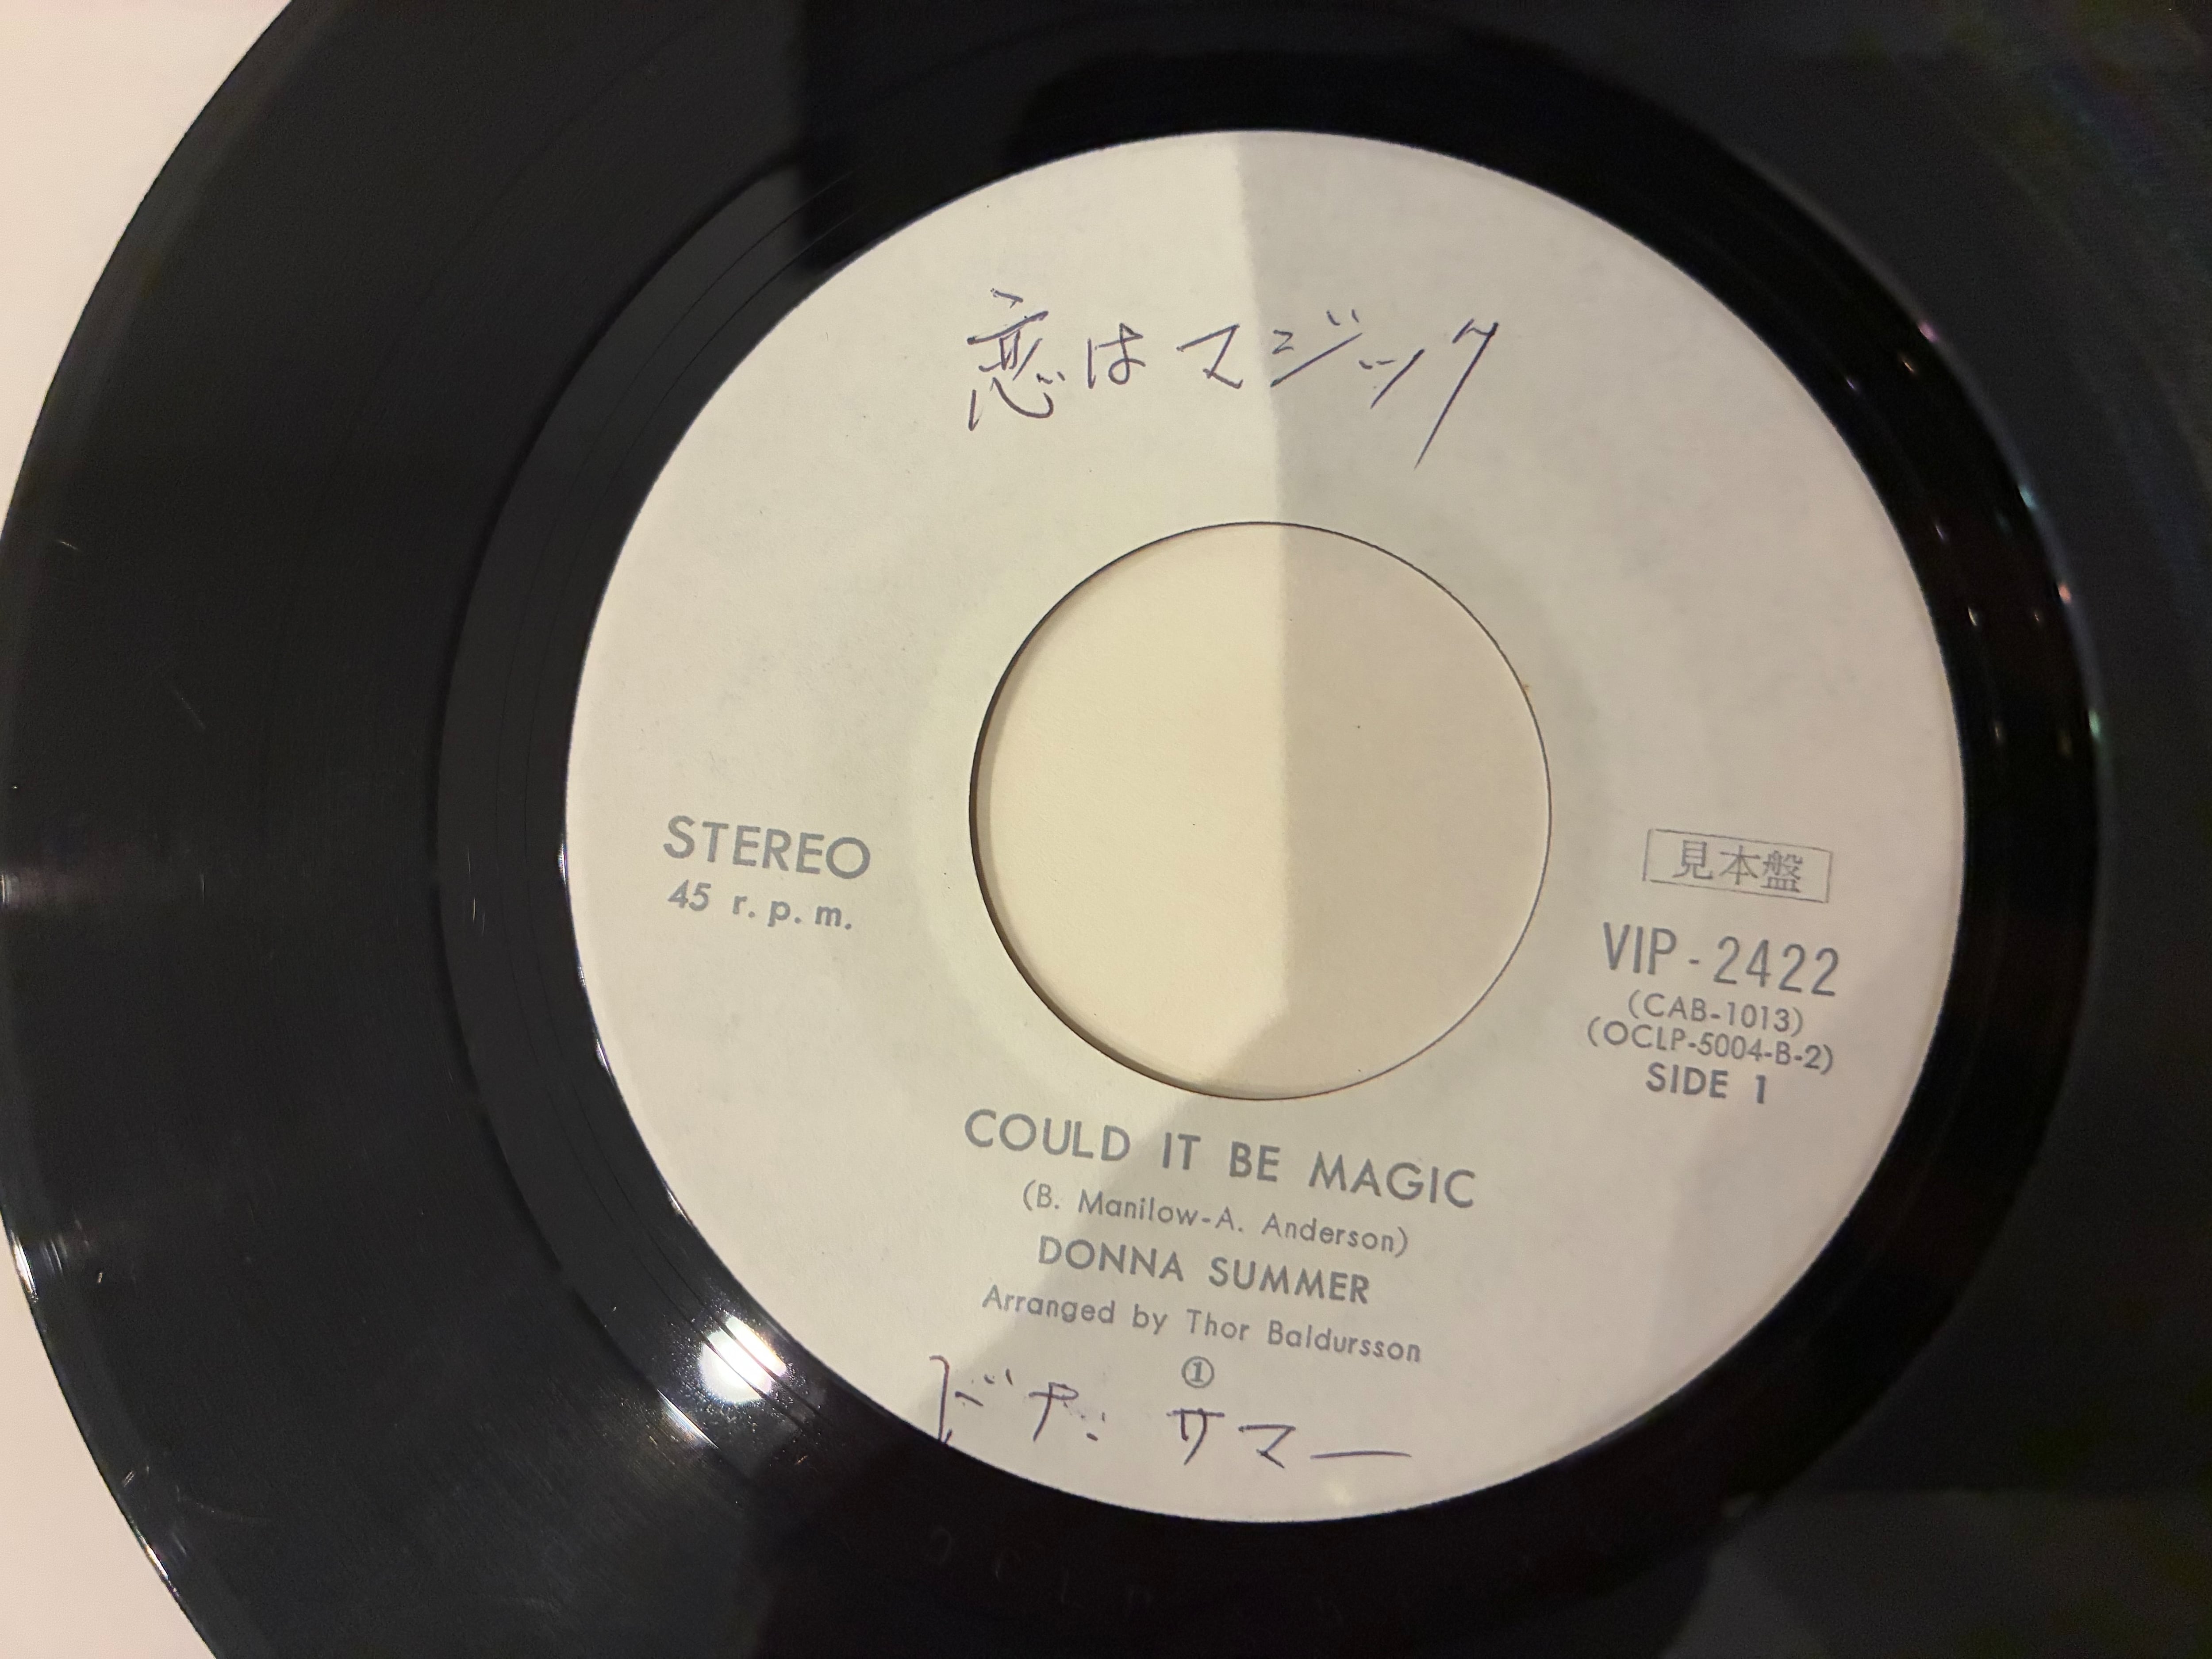 恋はマジック
STEREO
45 r.p.m.
見本盤
VIP-2422
(CAB-1013)
(OCLP-5004-B-2)
SIDE 1
COULD IT BE MAGIC
(B. Manilow-A. Anderson)
DONNA SUMMER
Arranged by Thor Baldursson
①
ドナ・サマー